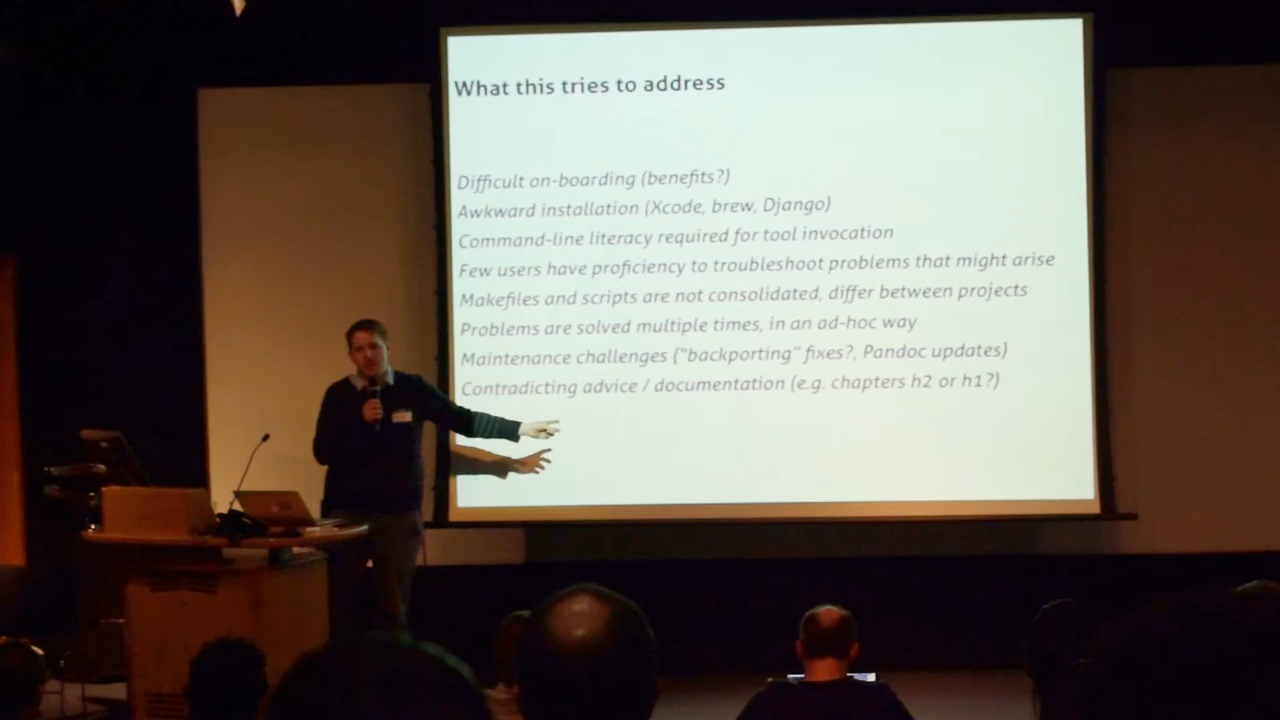 What this tries to address
Difficult on-boarding (benefits?)
Awkward installation (Xcode, brew, Django)
Command-line literacy required for tool invocation
Few users have proficiency to troubleshoot problems that might arise
Makefiles and scripts are not consolidated, differ between projects
Problems are solved multiple times, in an ad-hoc way
Maintenance challenges ("backporting" fixes?, Pandoc updates)
Contradicting advice / documentation (e.g. chapters h2 or h1?)